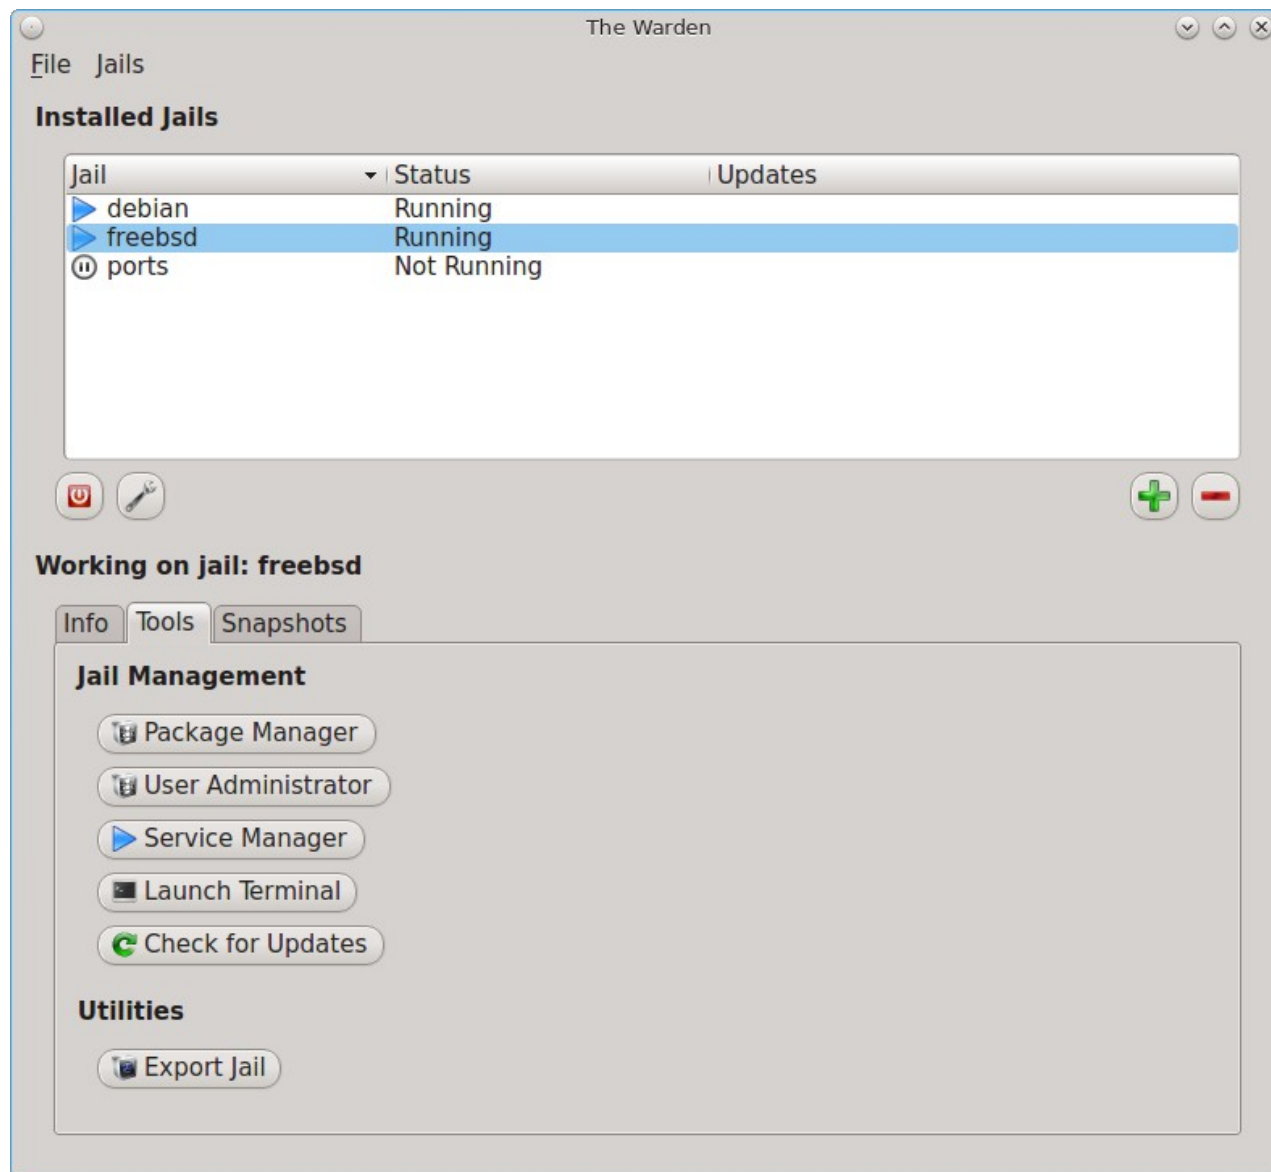 The Warden
File Jails
Installed Jails
Jail Status Updates
debian Running
freebsd Running
ports Not Running
Working on jail: freebsd
Info Tools Snapshots
Jail Management
Package Manager
User Administrator
Service Manager
Launch Terminal
Check for Updates
Utilities
Export Jail